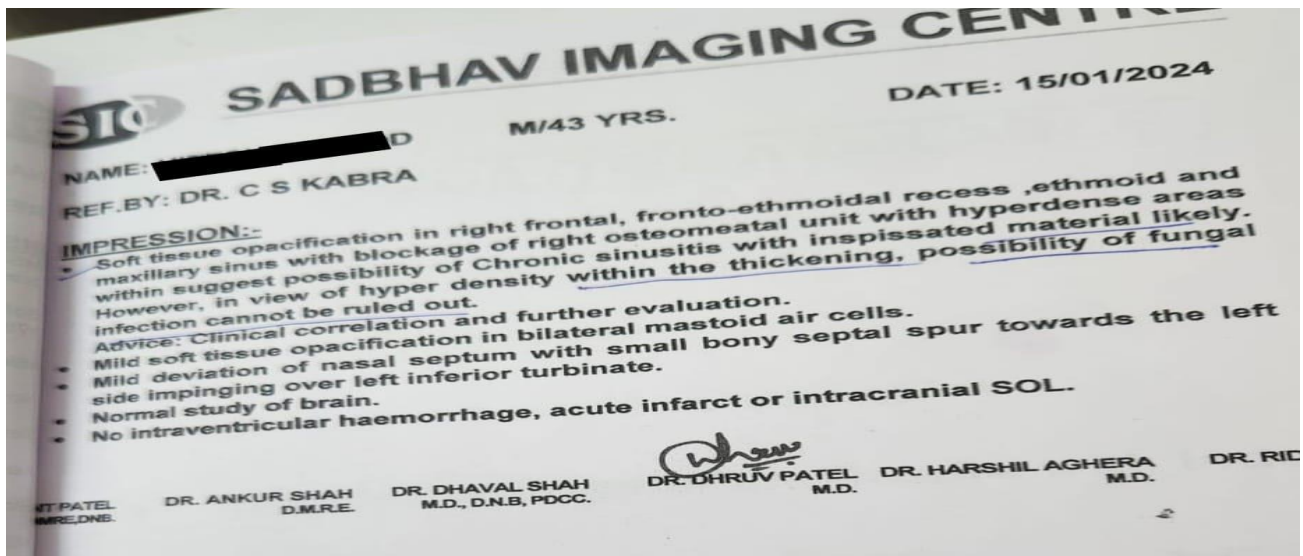 SIC SADBHAV IMAGING CENTRE
DATE: 15/01/2024
NAME: D M/43 YRS.
REF.BY: DR. C S KABRA
IMPRESSION:-
• Soft tissue opacification in right frontal, fronto-ethmoidal recess ,ethmoid and
maxillary sinus with blockage of right osteomeatal unit with hyperdense areas
within suggest possibility of Chronic sinusitis with inspissated material likely.
However, in view of hyper density within the thickening, possibility of fungal
infection cannot be ruled out.
Advice: Clinical correlation and further evaluation.
• Mild soft tissue opacification in bilateral mastoid air cells.
• Mild deviation of nasal septum with small bony septal spur towards the left
side impinging over left inferior turbinate.
• Normal study of brain.
• No intraventricular haemorrhage, acute infarct or intracranial SOL.
PATEL DR. ANKUR SHAH DR. DHAVAL SHAH DR. DHRUV PATEL DR. HARSHIL AGHERA DR. RID
DNB. D.M.R.E. M.D., D.N.B, PDCC. M.D. M.D.